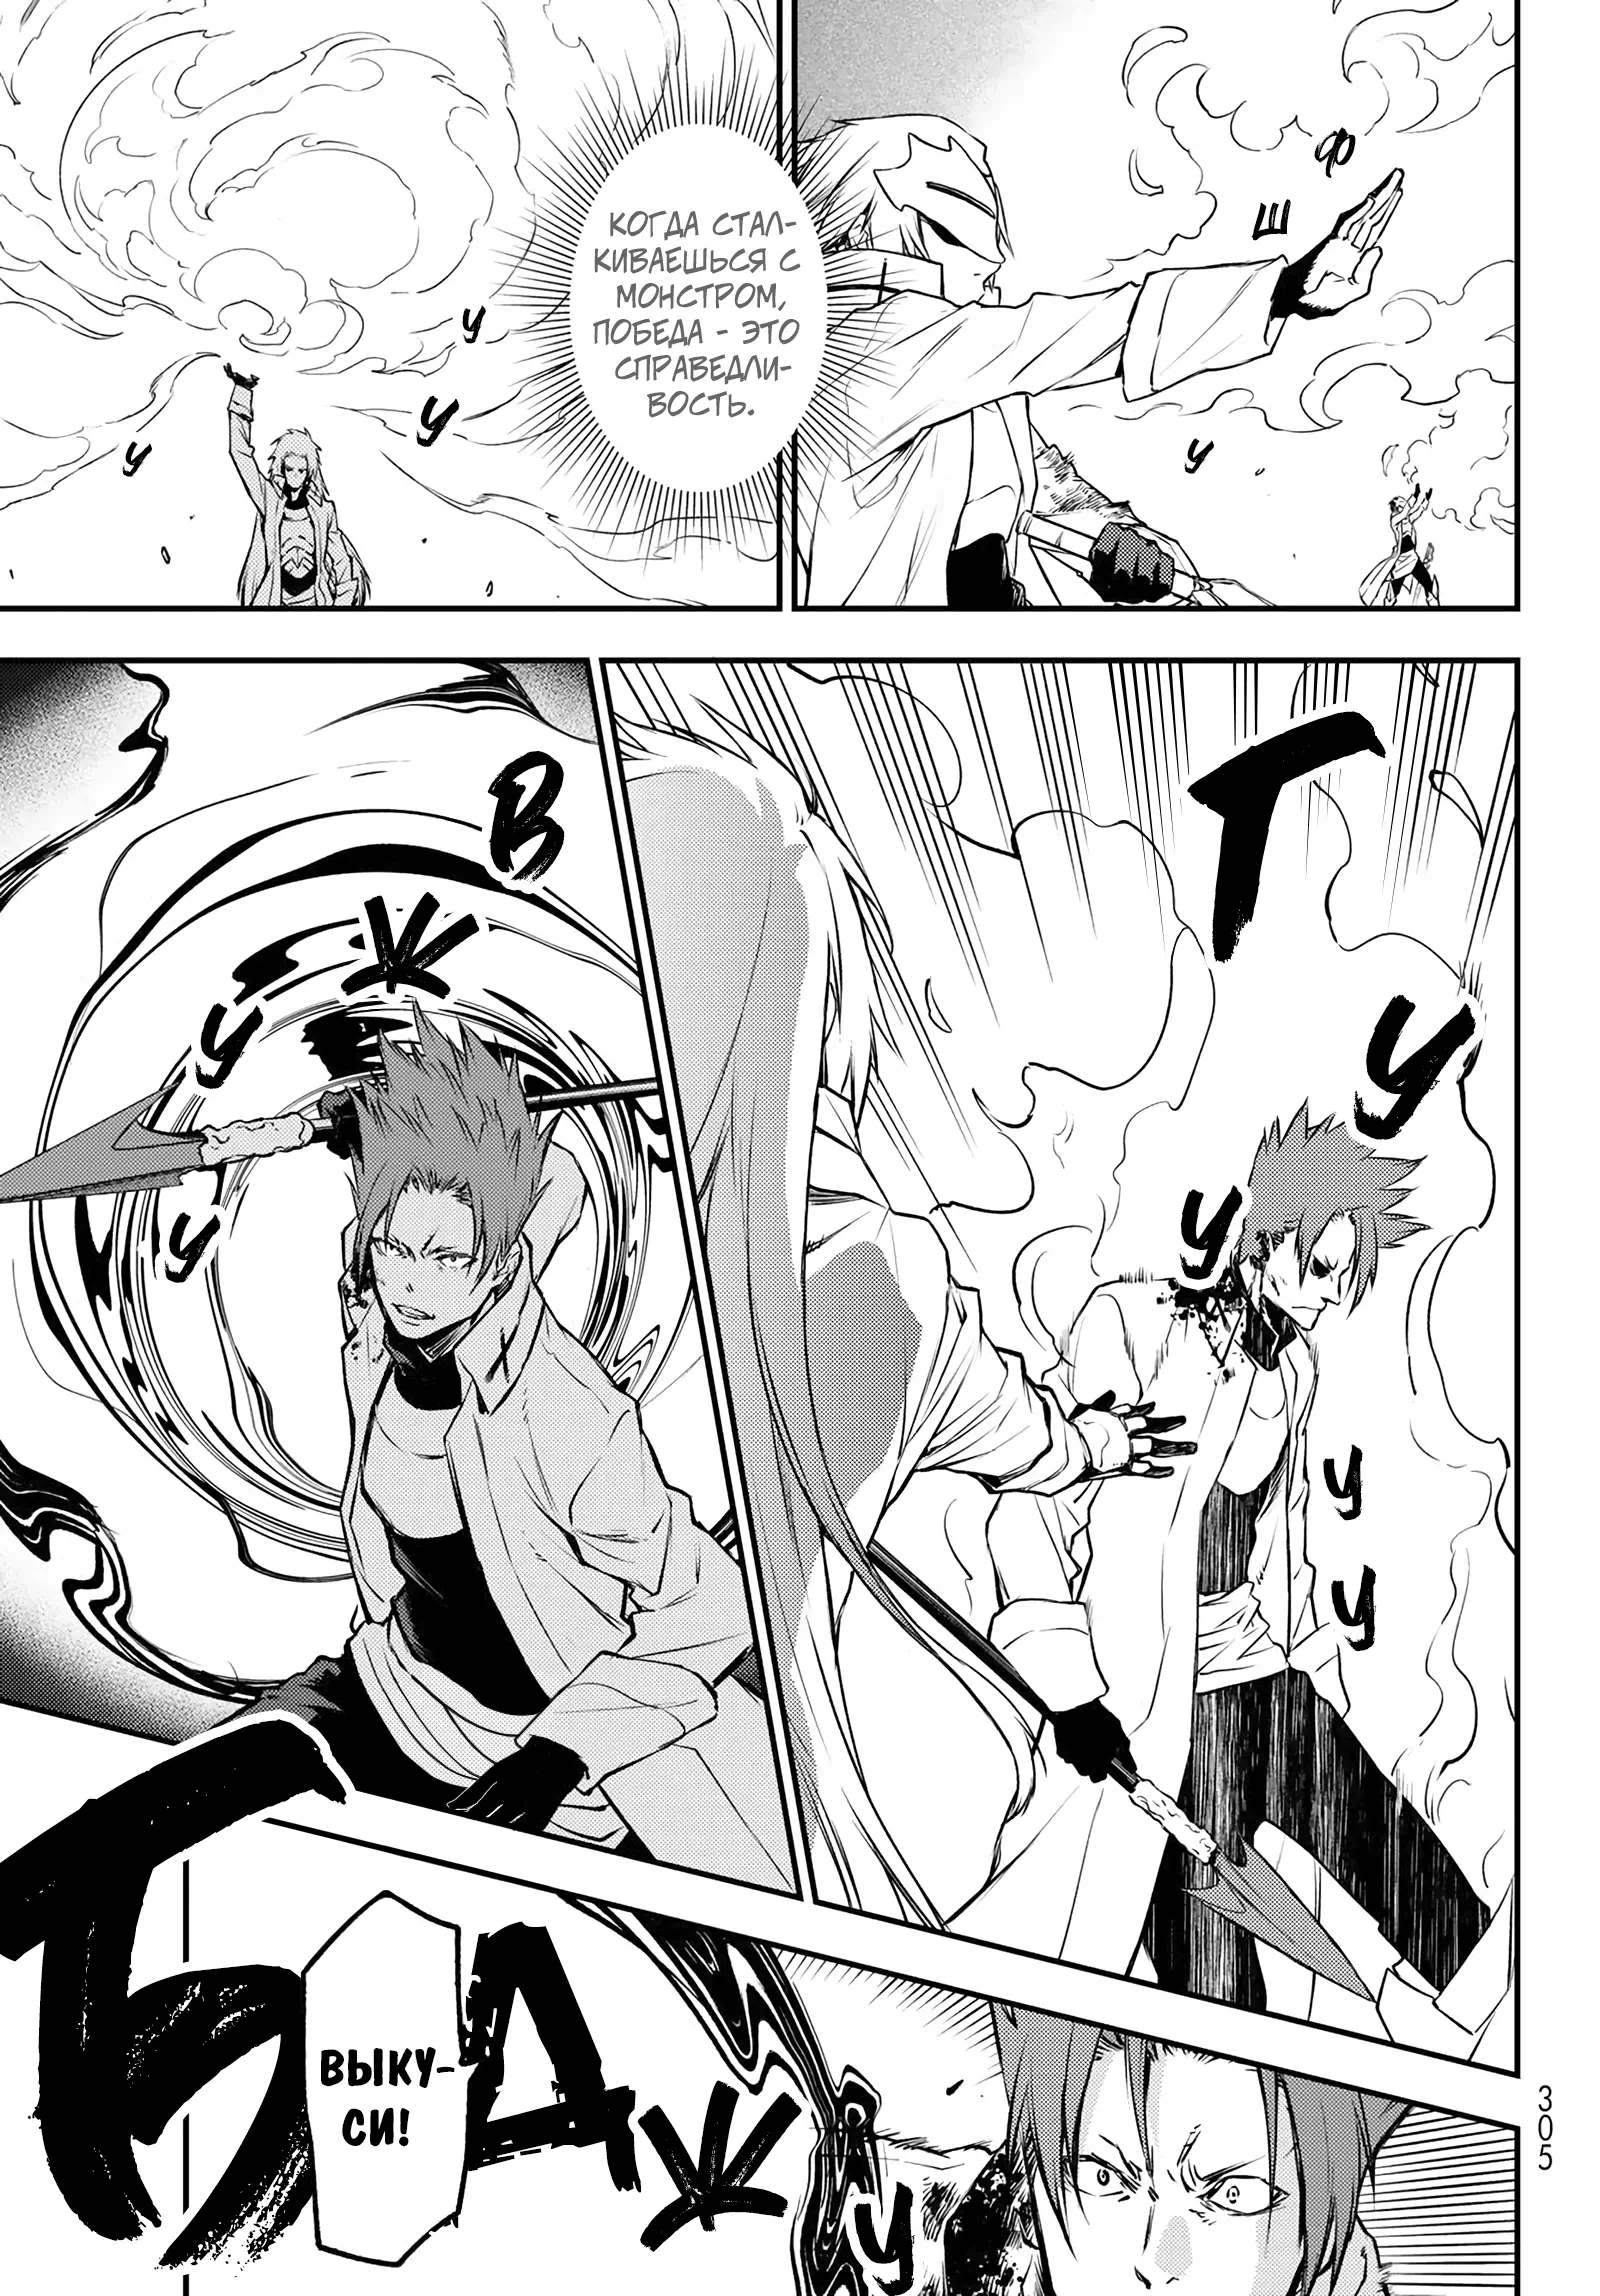 Ф
Ш
У
КОГДА СТАЛ-
КИВАЕШЬСЯ С
МОНСТРОМ,
ПОБЕДА - ЭТО
СПРАВЕДЛИ-
ВОСТЬ.
У
У
У
Г
У
У
У
У
В
Ж
У
У
ВЫКУ-
СИ!
Д
Ж
У
305